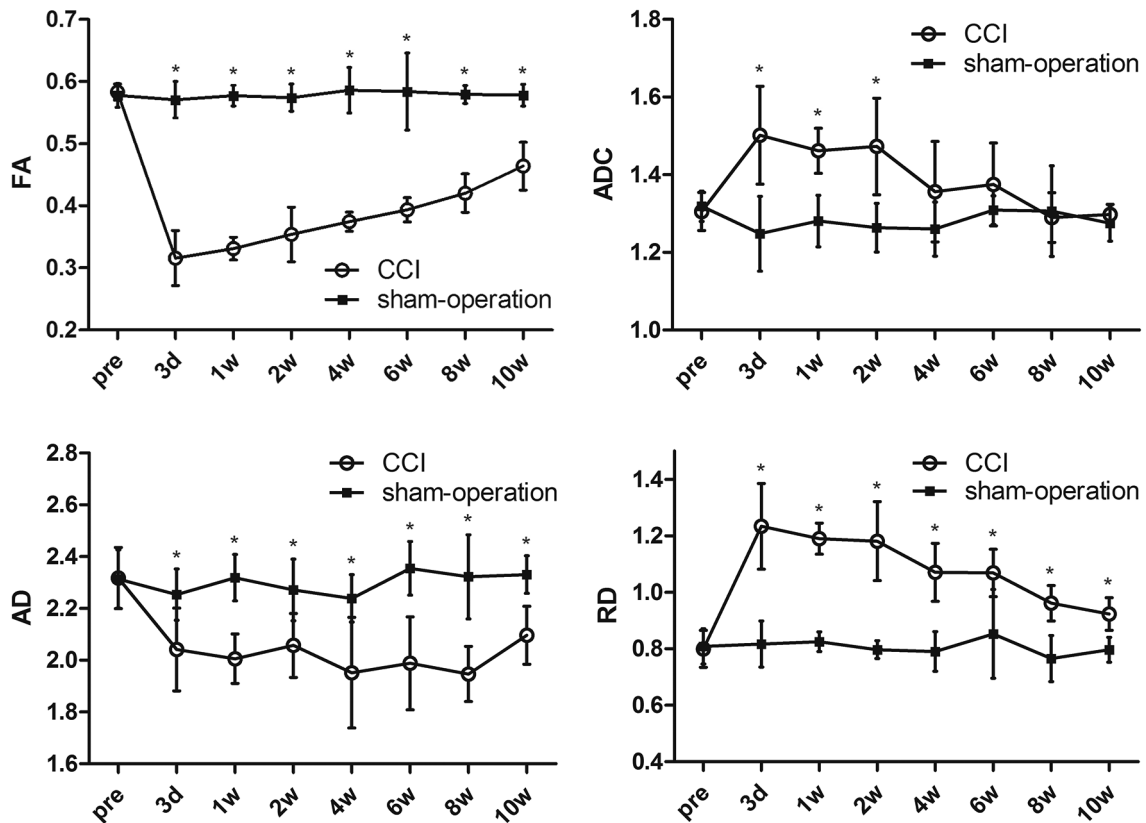 FA
0.7
0.6
0.5
0.4
0.3
0.2
* * * * * * *
CCI
sham-operation
pre 3d 1w 2w 4w 6w 8w 10w
ADC
1.8
1.6
1.4
1.2
1.0
* * *
CCI
sham-operation
pre 3d 1w 2w 4w 6w 8w 10w
AD
2.8
2.6
2.4
2.2
2.0
1.8
1.6
* * * * * * *
CCI
sham-operation
pre 3d 1w 2w 4w 6w 8w 10w
RD
1.4
1.2
1.0
0.8
0.6
0.4
* * * * * * *
CCI
sham-operation
pre 3d 1w 2w 4w 6w 8w 10w